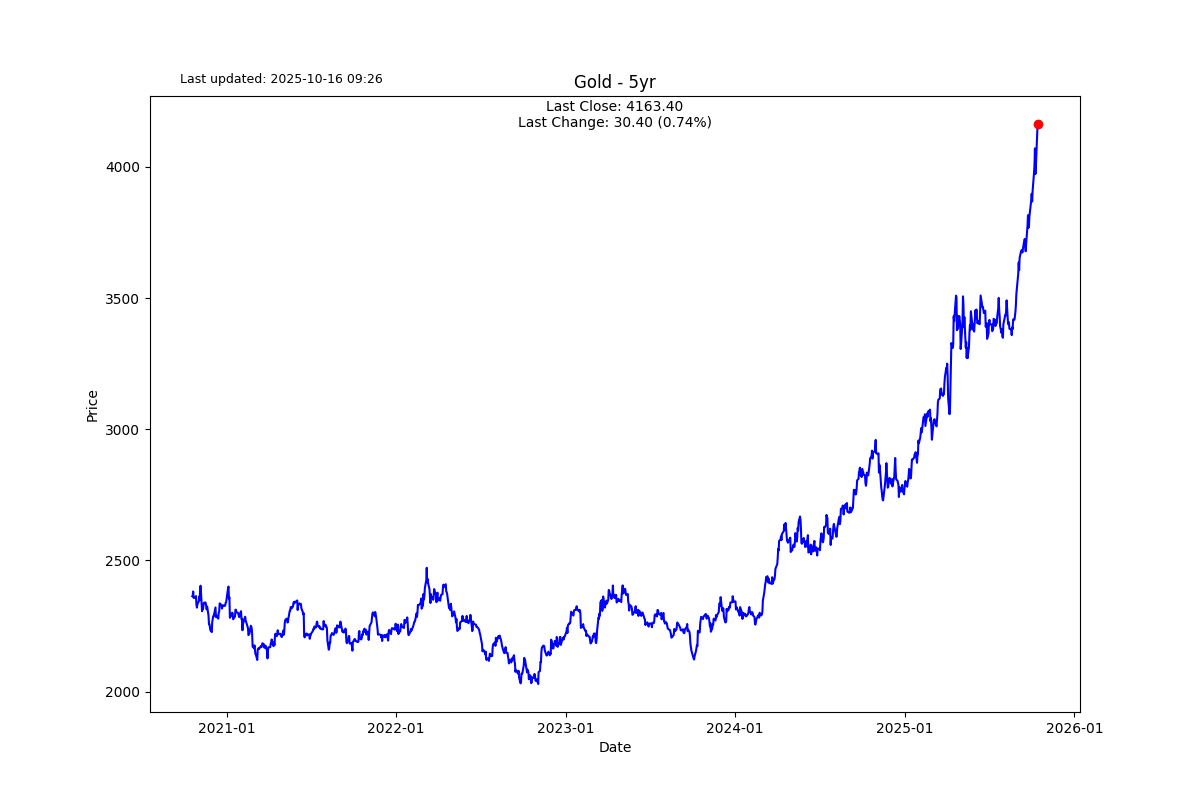 Last updated: 2025-10-16 09:26
Gold - 5yr
Last Close: 4163.40
Last Change: 30.40 (0.74%)
4000
3500
3000
2500
2000
Price
2021-01
2022-01
2023-01
2024-01
2025-01
2026-01
Date